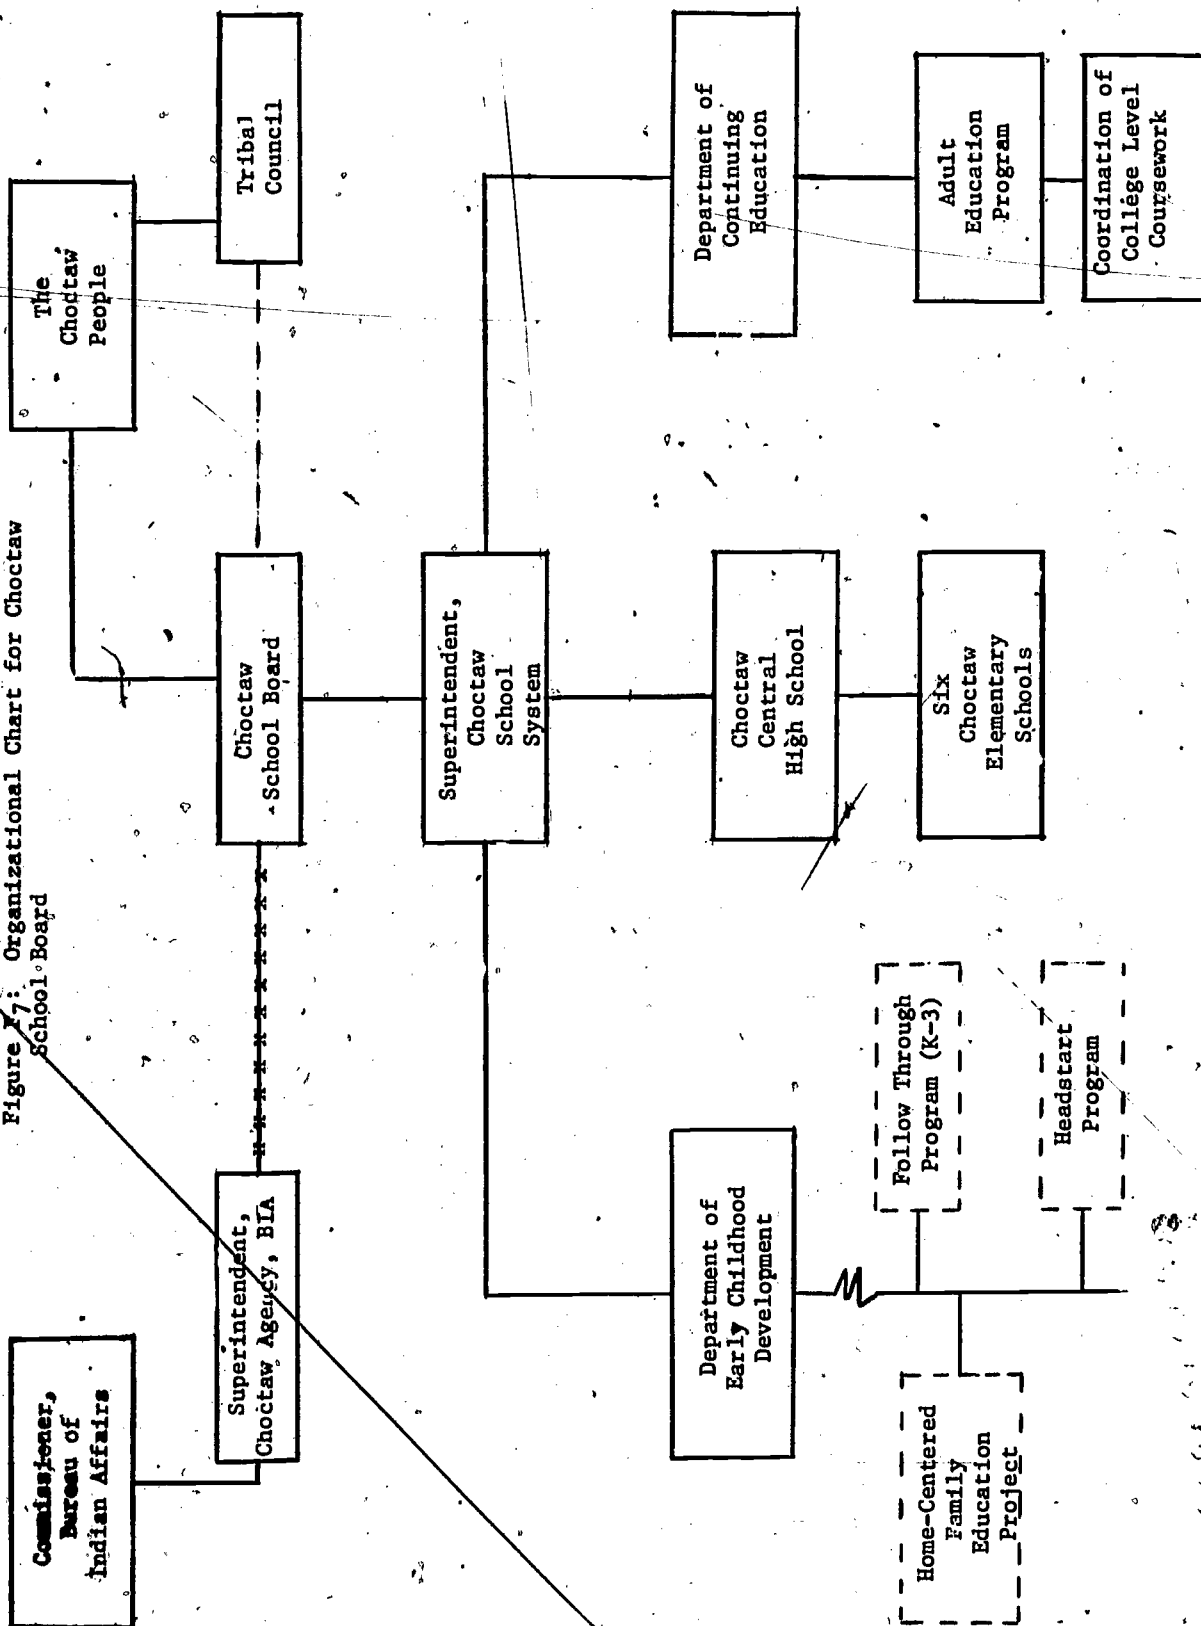 Figure F7: Organizational Chart for Choctaw
School Board
Commissioner,
Bureau of
Indian Affairs
The
Choctaw
People
Superintendent,
Choctaw Agency, BIA
x x x x x x x x x x x
Choctaw
School Board
Tribal
Council
Superintendent,
Choctaw
School
System
Department of
Early Childhood
Development
Choctaw
Central
High School
Department of
Continuing
Education
Home-Centered
Family
Education
Project
Follow Through
Program (K-3)
Headstart
Program
Six
Choctaw
Elementary
Schools
Adult
Education
Program
Coordination of
College Level
Coursework